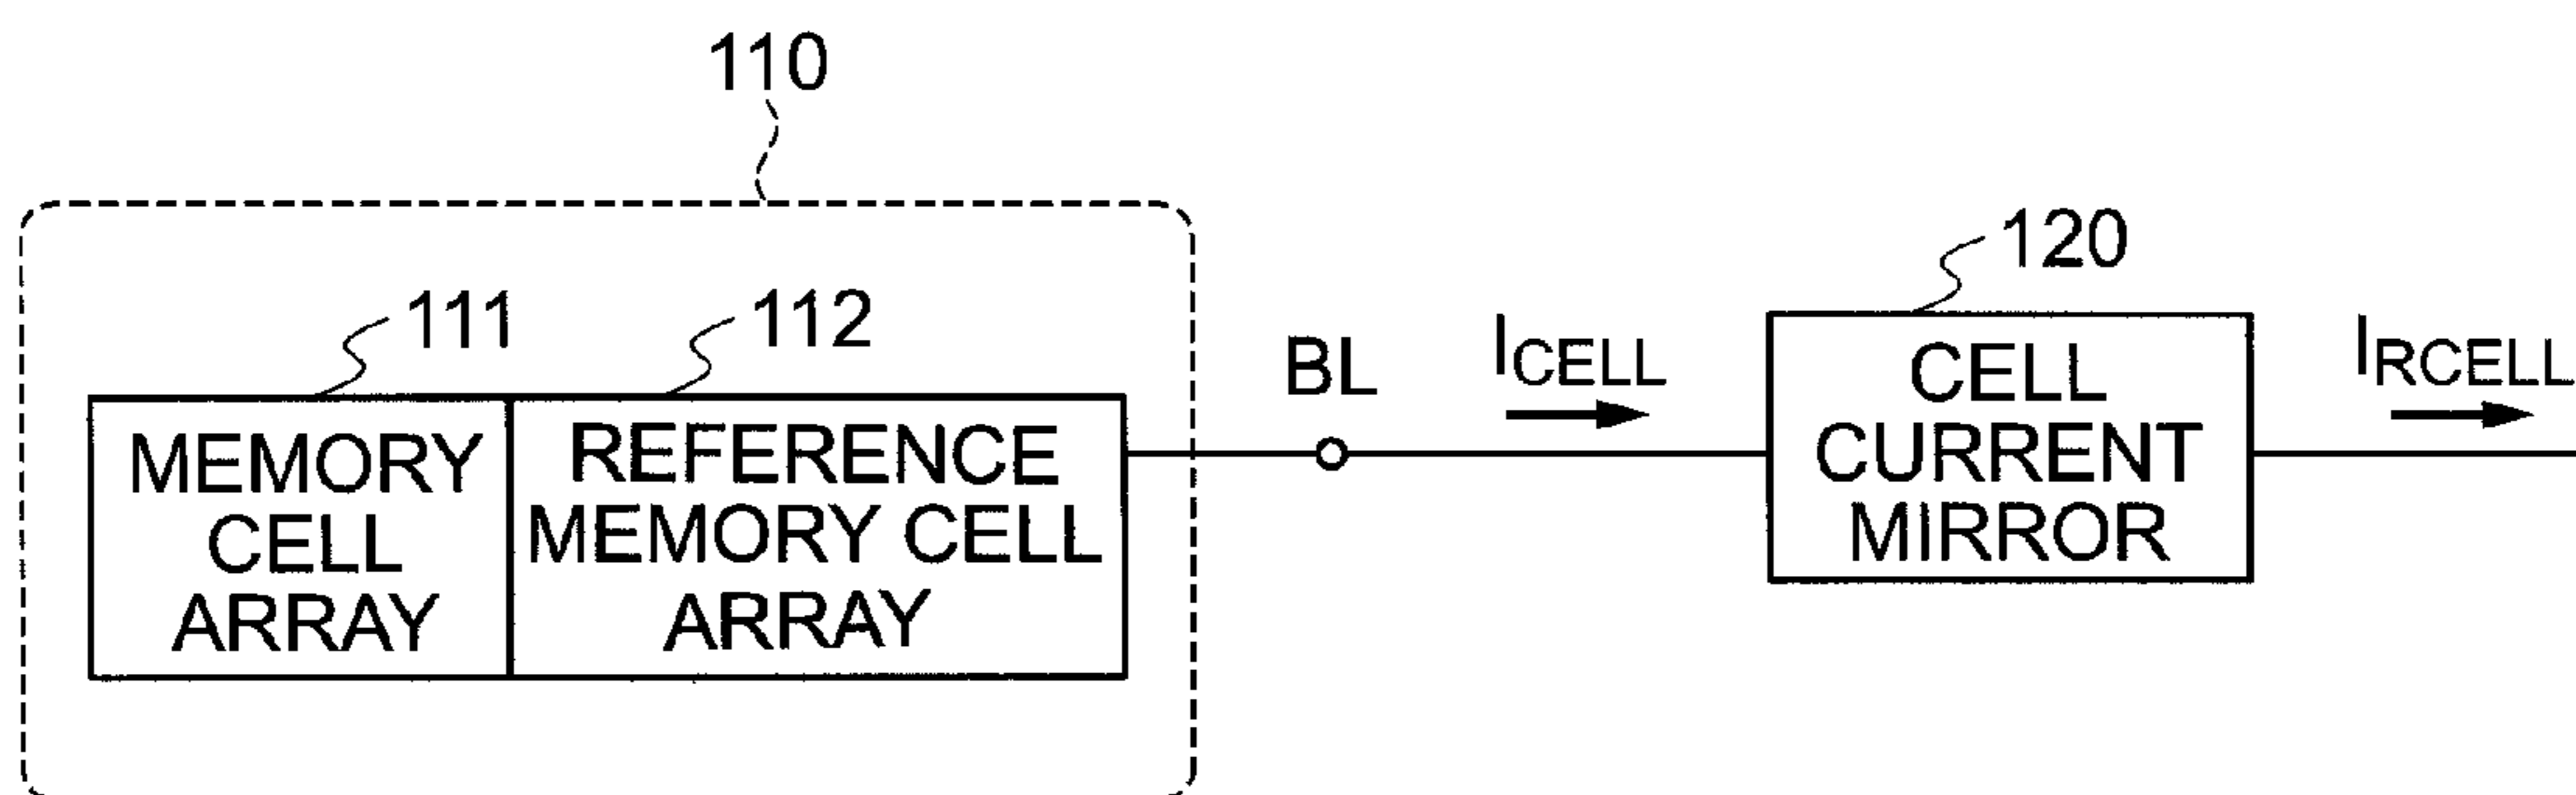 110
111
112
120
MEMORY
CELL
ARRAY
REFERENCE
MEMORY CELL
ARRAY
BL
ICELL
CELL
CURRENT
MIRROR
IRCELL